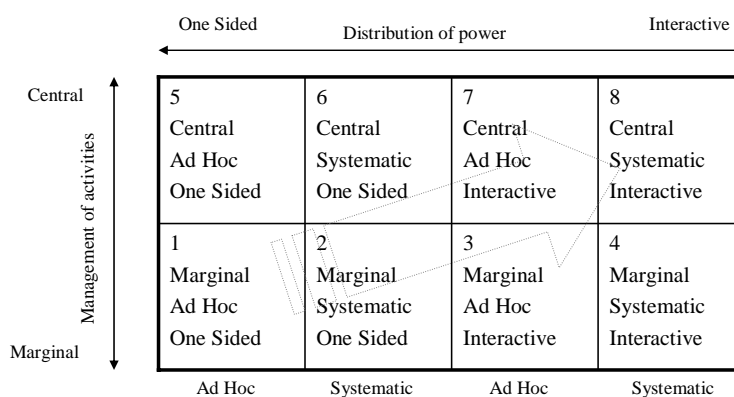 One Sided Distribution of power Interactive
Central
Management of activities
Marginal
5
Central
Ad Hoc
One Sided
6
Central
Systematic
One Sided
7
Central
Ad Hoc
Interactive
8
Central
Systematic
Interactive
1
Marginal
Ad Hoc
One Sided
2
Marginal
Systematic
One Sided
3
Marginal
Ad Hoc
Interactive
4
Marginal
Systematic
Interactive
Ad Hoc Systematic Ad Hoc Systematic